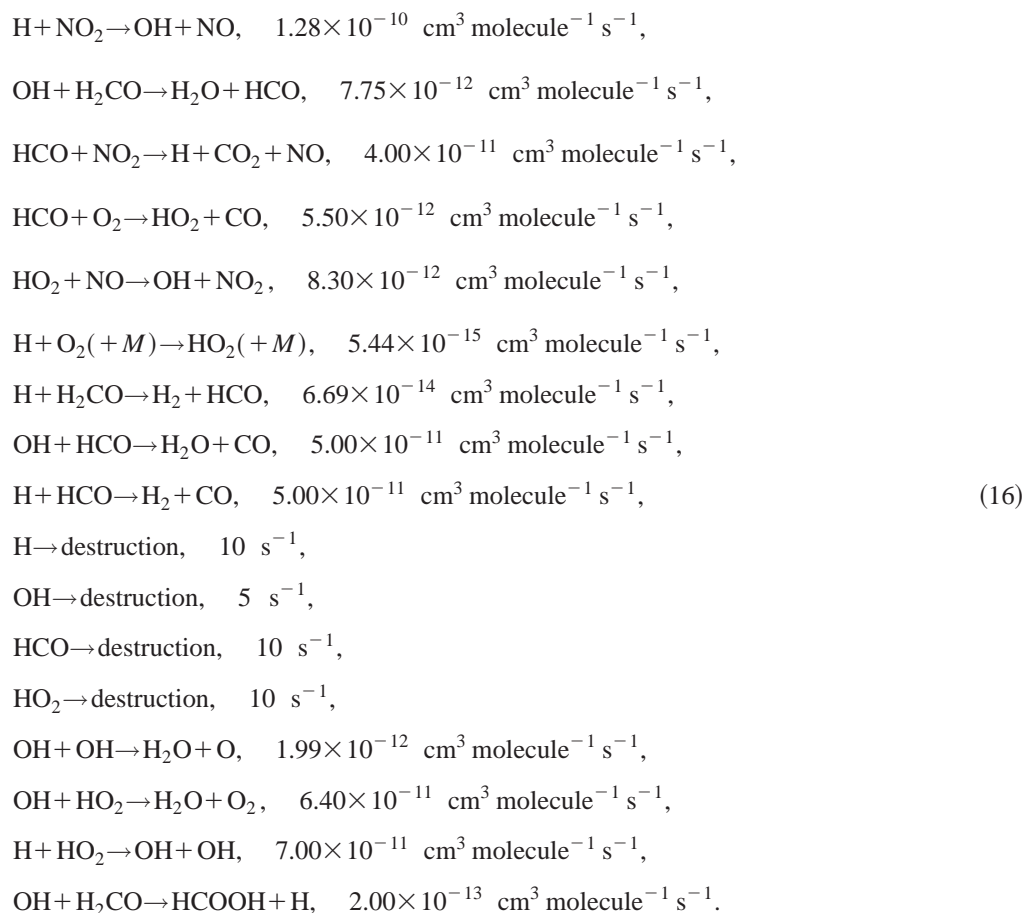 H+NO₂→OH+NO, 1.28×10⁻¹⁰ cm³ molecule⁻¹ s⁻¹,
OH+H₂CO→H₂O+HCO, 7.75×10⁻¹² cm³ molecule⁻¹ s⁻¹,
HCO+NO₂→H+CO₂+NO, 4.00×10⁻¹¹ cm³ molecule⁻¹ s⁻¹,
HCO+O₂→HO₂+CO, 5.50×10⁻¹² cm³ molecule⁻¹ s⁻¹,
HO₂+NO→OH+NO₂, 8.30×10⁻¹² cm³ molecule⁻¹ s⁻¹,
H+O₂(+M)→HO₂(+M), 5.44×10⁻¹⁵ cm³ molecule⁻¹ s⁻¹,
H+H₂CO→H₂+HCO, 6.69×10⁻¹⁴ cm³ molecule⁻¹ s⁻¹,
OH+HCO→H₂O+CO, 5.00×10⁻¹¹ cm³ molecule⁻¹ s⁻¹,
H+HCO→H₂+CO, 5.00×10⁻¹¹ cm³ molecule⁻¹ s⁻¹, (16)
H→destruction, 10 s⁻¹,
OH→destruction, 5 s⁻¹,
HCO→destruction, 10 s⁻¹,
HO₂→destruction, 10 s⁻¹,
OH+OH→H₂O+O, 1.99×10⁻¹² cm³ molecule⁻¹ s⁻¹,
OH+HO₂→H₂O+O₂, 6.40×10⁻¹¹ cm³ molecule⁻¹ s⁻¹,
H+HO₂→OH+OH, 7.00×10⁻¹¹ cm³ molecule⁻¹ s⁻¹,
OH+H₂CO→HCOOH+H, 2.00×10⁻¹³ cm³ molecule⁻¹ s⁻¹.